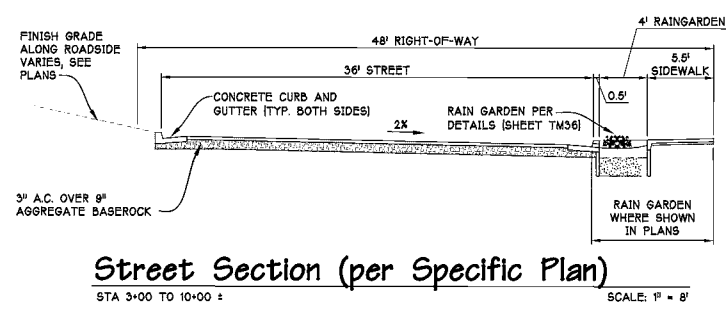 4' RAINGARDEN
FINISH GRADE
ALONG ROADSIDE
VARIES, SEE
PLANS
48' RIGHT-OF-WAY
5.5'
SIDEWALK
36' STREET
0.5'
CONCRETE CURB AND
GUTTER (TYP. BOTH SIDES)
2%
RAIN GARDEN PER
DETAILS (SHEET TM36)
3" A.C. OVER 9"
AGGREGATE BASEROCK
RAIN GARDEN
WHERE SHOWN
IN PLANS
Street Section (per Specific Plan)
STA 3+00 TO 10+00 ±
SCALE: 1" = 8'